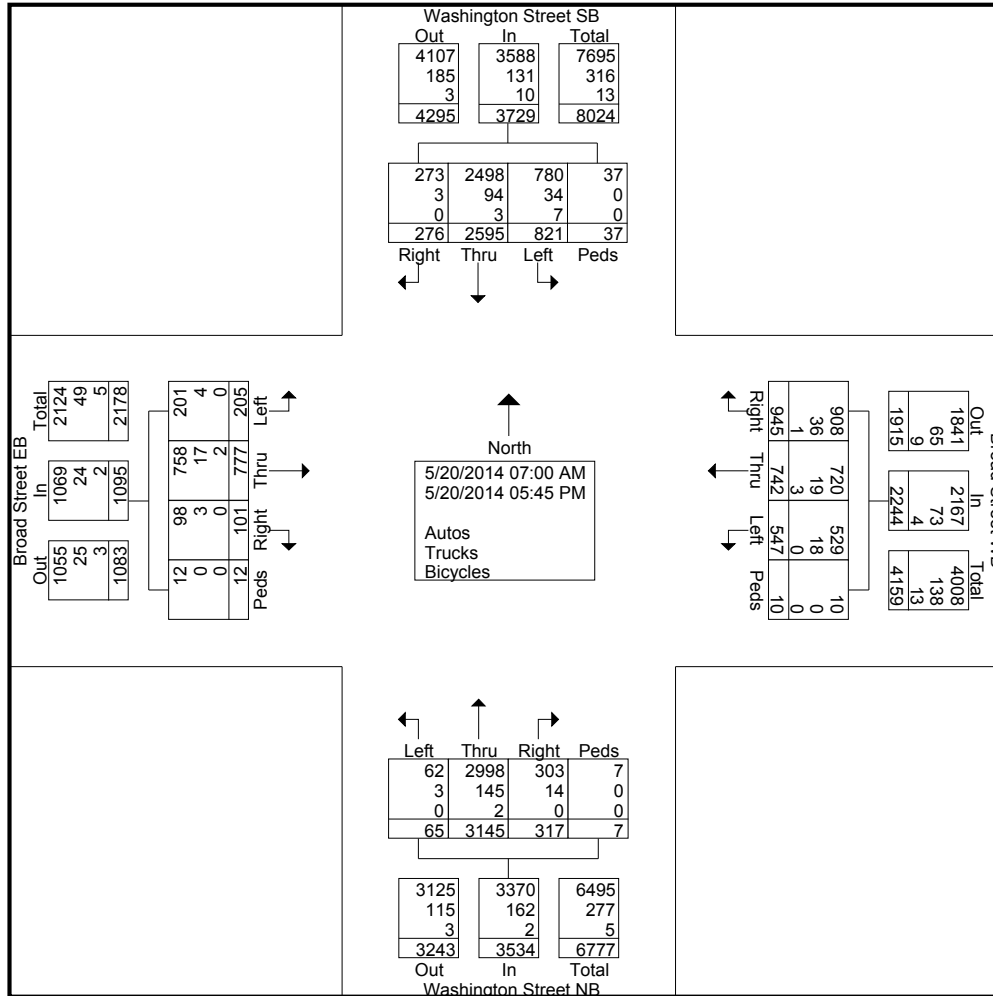 Washington Street SB
Out In Total
4107 3588 7695
185 131 316
3 10 13
4295 3729 8024
273 2498 780 37
3 94 34 0
0 3 7 0
276 2595 821 37
Right Thru Left Peds
Broad Street EB
Total In Out
2124 1069 1055
49 24 25
5 2 3
2178 1095 1083
201 758 98 12
4 17 3 0
0 2 0 0
205 777 101 12
Left Thru Right Peds
North
5/20/2014 07:00 AM
5/20/2014 05:45 PM
Autos
Trucks
Bicycles
Right Thru Left Peds
908 720 529 10
36 19 18 0
1 3 0 0
945 742 547 10
Out In Total
1841 2167 4008
65 73 138
9 4 13
1915 2244 4159
Left Thru Right Peds
62 2998 303 7
3 145 14 0
0 2 0 0
65 3145 317 7
3125 3370 6495
115 162 277
3 2 5
3243 3534 6777
Out In Total
Washington Street NB